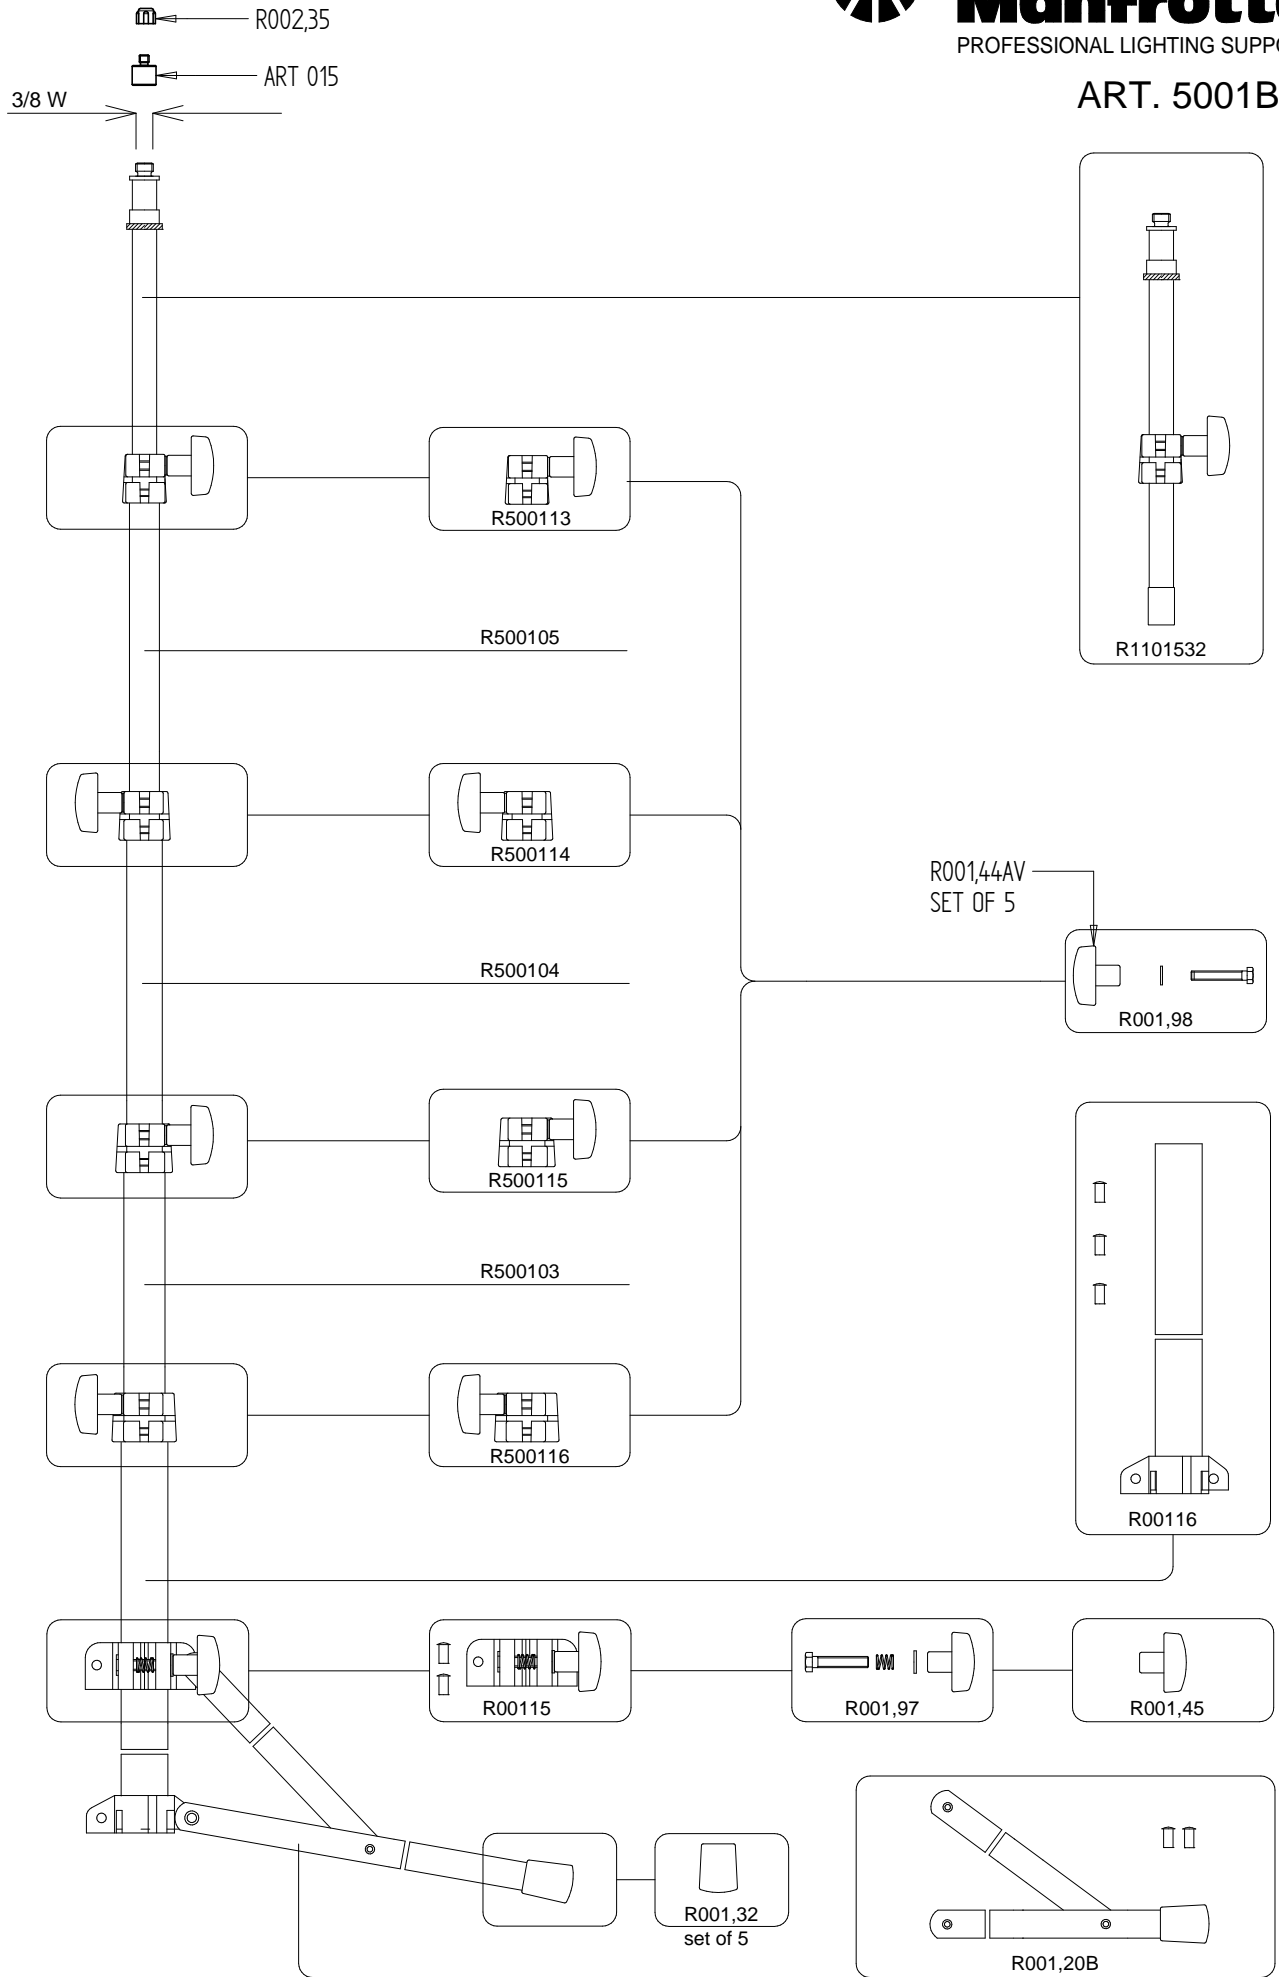 R002,35
Manfrotto
PROFESSIONAL LIGHTING SUPPO
ART 015
3/8 W
ART. 5001B
R500113
R500105
R1101532
R500114
R001,44AV
SET OF 5
R500104
R001,98
R500115
R500103
R500116
R00116
R00115
R001,97
R001,45
R001,32
set of 5
R001,20B